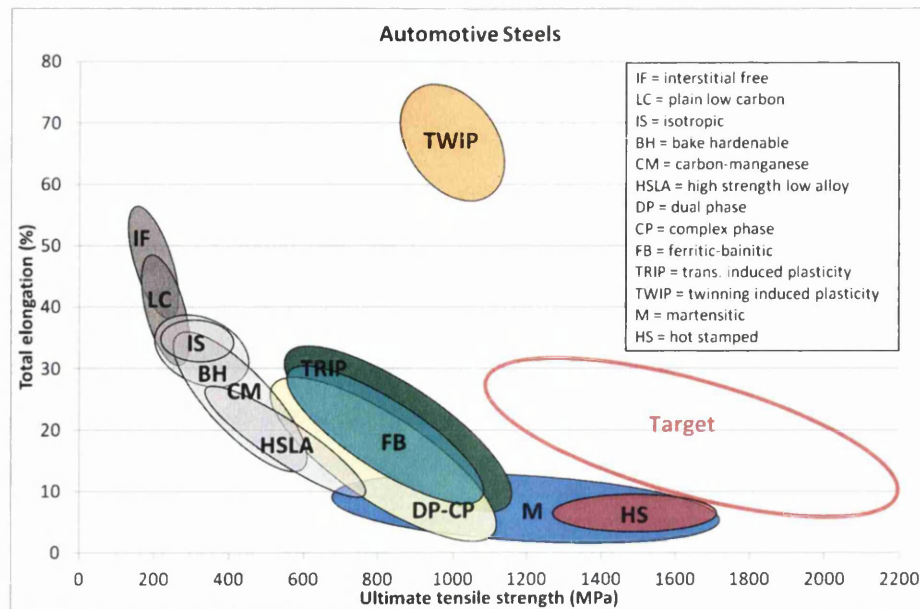 Automotive Steels
80
70
60
50
40
30
20
10
0
Total elongation (%)
0
200
400
600
800
1000
1200
1400
1600
1800
2000
2200
Ultimate tensile strength (MPa)
TWIP
IF
LC
IS
BH
CM
HSLA
TRIP
FB
DP-CP
M
HS
Target
IF = interstitial free
LC = plain low carbon
IS = isotropic
BH = bake hardenable
CM = carbon-manganese
HSLA = high strength low alloy
DP = dual phase
CP = complex phase
FB = ferritic-bainitic
TRIP = trans. induced plasticity
TWIP = twinning induced plasticity
M = martensitic
HS = hot stamped